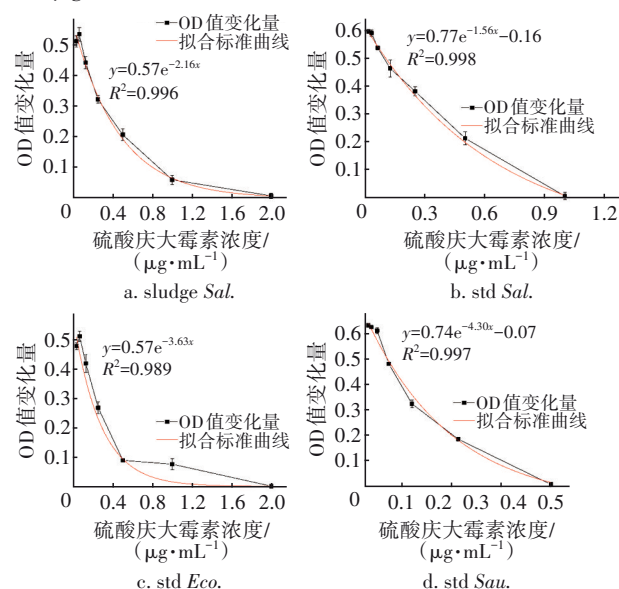 OD值变化量
0.5
0.4
0.3
0.2
0.1
0
0.4
0.8
1.2
1.6
2.0
OD值变化量
拟合标准曲线
y=0.57e^{-2.16x}
R²=0.996
硫酸庆大霉素浓度/
(μg·mL⁻¹)
a. sludge Sal.
OD值变化量
0.6
0.5
0.4
0.3
0.2
0.1
0
0.3
0.6
0.9
1.2
y=0.77e^{-1.56x}-0.16
R²=0.998
OD值变化量
拟合标准曲线
硫酸庆大霉素浓度/
(μg·mL⁻¹)
b. std Sal.
OD值变化量
0.5
0.4
0.3
0.2
0.1
0
0.4
0.8
1.2
1.6
2.0
y=0.57e^{-3.63x}
R²=0.989
OD值变化量
拟合标准曲线
硫酸庆大霉素浓度/
(μg·mL⁻¹)
c. std Eco.
OD值变化量
0.6
0.5
0.4
0.3
0.2
0.1
0.1
0.2
0.3
0.4
0.5
y=0.74e^{-4.30x}-0.07
R²=0.997
OD值变化量
拟合标准曲线
硫酸庆大霉素浓度/
(μg·mL⁻¹)
d. std Sau.